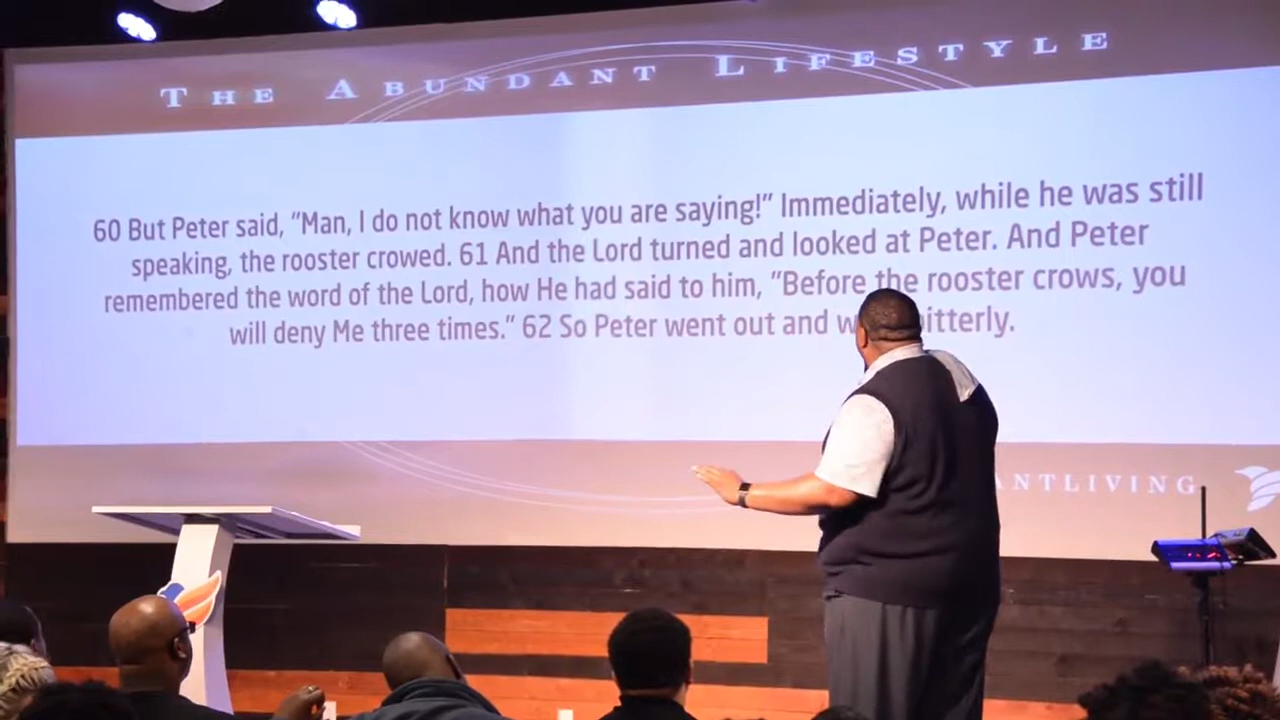 THE ABUNDANT LIFESTYLE
60 But Peter said, "Man, I do not know what you are saying!" Immediately, while he was still
speaking, the rooster crowed. 61 And the Lord turned and looked at Peter. And Peter
remembered the word of the Lord, how He had said to him, "Before the rooster crows, you
will deny Me three times." 62 So Peter went out and bitterly.
ANTLIVING